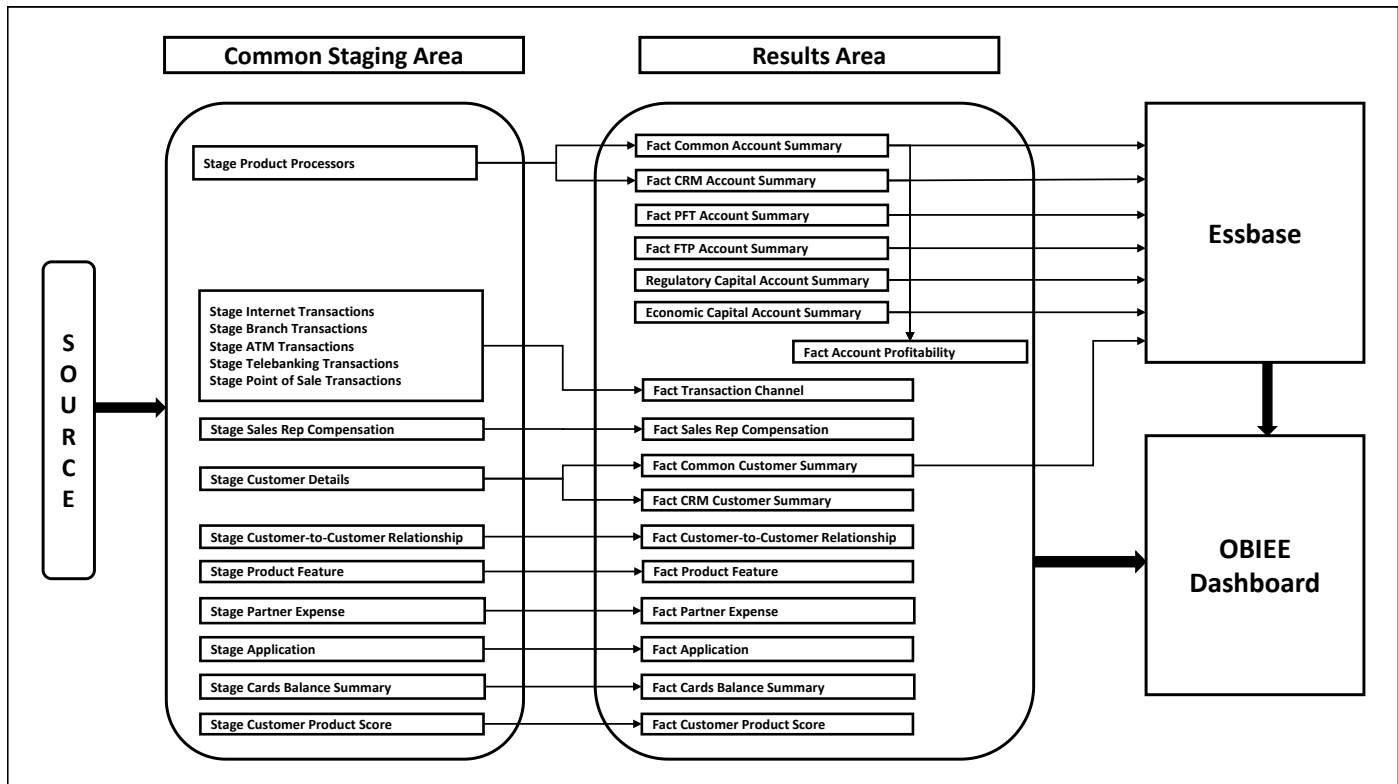 Common Staging Area
Results Area
SOURCE
Stage Product Processors
Stage Internet Transactions
Stage Branch Transactions
Stage ATM Transactions
Stage Telebanking Transactions
Stage Point of Sale Transactions
Stage Sales Rep Compensation
Stage Customer Details
Stage Customer-to-Customer Relationship
Stage Product Feature
Stage Partner Expense
Stage Application
Stage Cards Balance Summary
Stage Customer Product Score
Fact Common Account Summary
Fact CRM Account Summary
Fact PFT Account Summary
Fact FTP Account Summary
Regulatory Capital Account Summary
Economic Capital Account Summary
Fact Account Profitability
Fact Transaction Channel
Fact Sales Rep Compensation
Fact Common Customer Summary
Fact CRM Customer Summary
Fact Customer-to-Customer Relationship
Fact Product Feature
Fact Partner Expense
Fact Application
Fact Cards Balance Summary
Fact Customer Product Score
Essbase
OBIEE
Dashboard